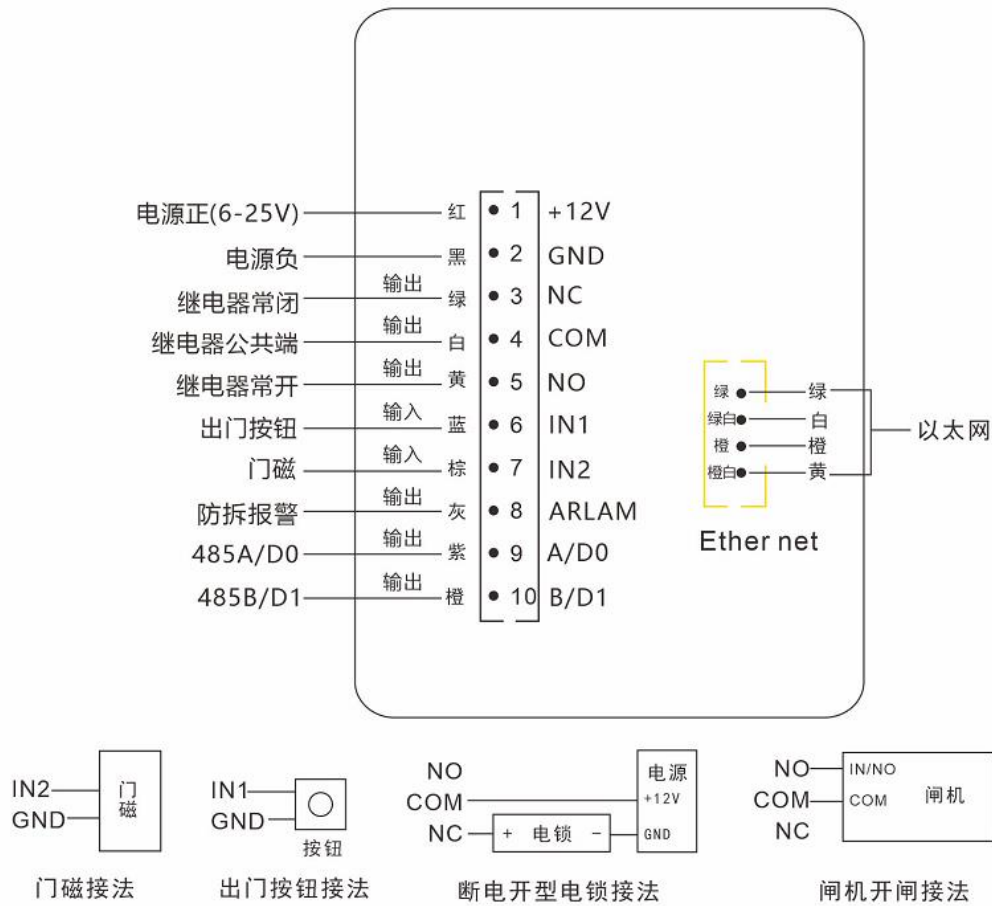 电源正(6-25V) 红 1 +12V
电源负 黑 2 GND
继电器常闭 输出 绿 3 NC
继电器公共端 输出 白 4 COM
继电器常开 输出 黄 5 NO
出门按钮 输入 蓝 6 IN1
门磁 输入 棕 7 IN2
防拆报警 输出 灰 8 ARLAM
485A/D0 输出 紫 9 A/D0
485B/D1 输出 橙 10 B/D1
绿 绿
绿白 白
橙 橙
橙白 黄
以太网
Ether net
IN2
GND
门磁
门磁接法
IN1
GND
按钮
出门按钮接法
NO
COM
NC
+ 电锁 -
电源
+12V
GND
断电开型电锁接法
NO IN/NO
COM COM
NC
闸机
闸机开闸接法